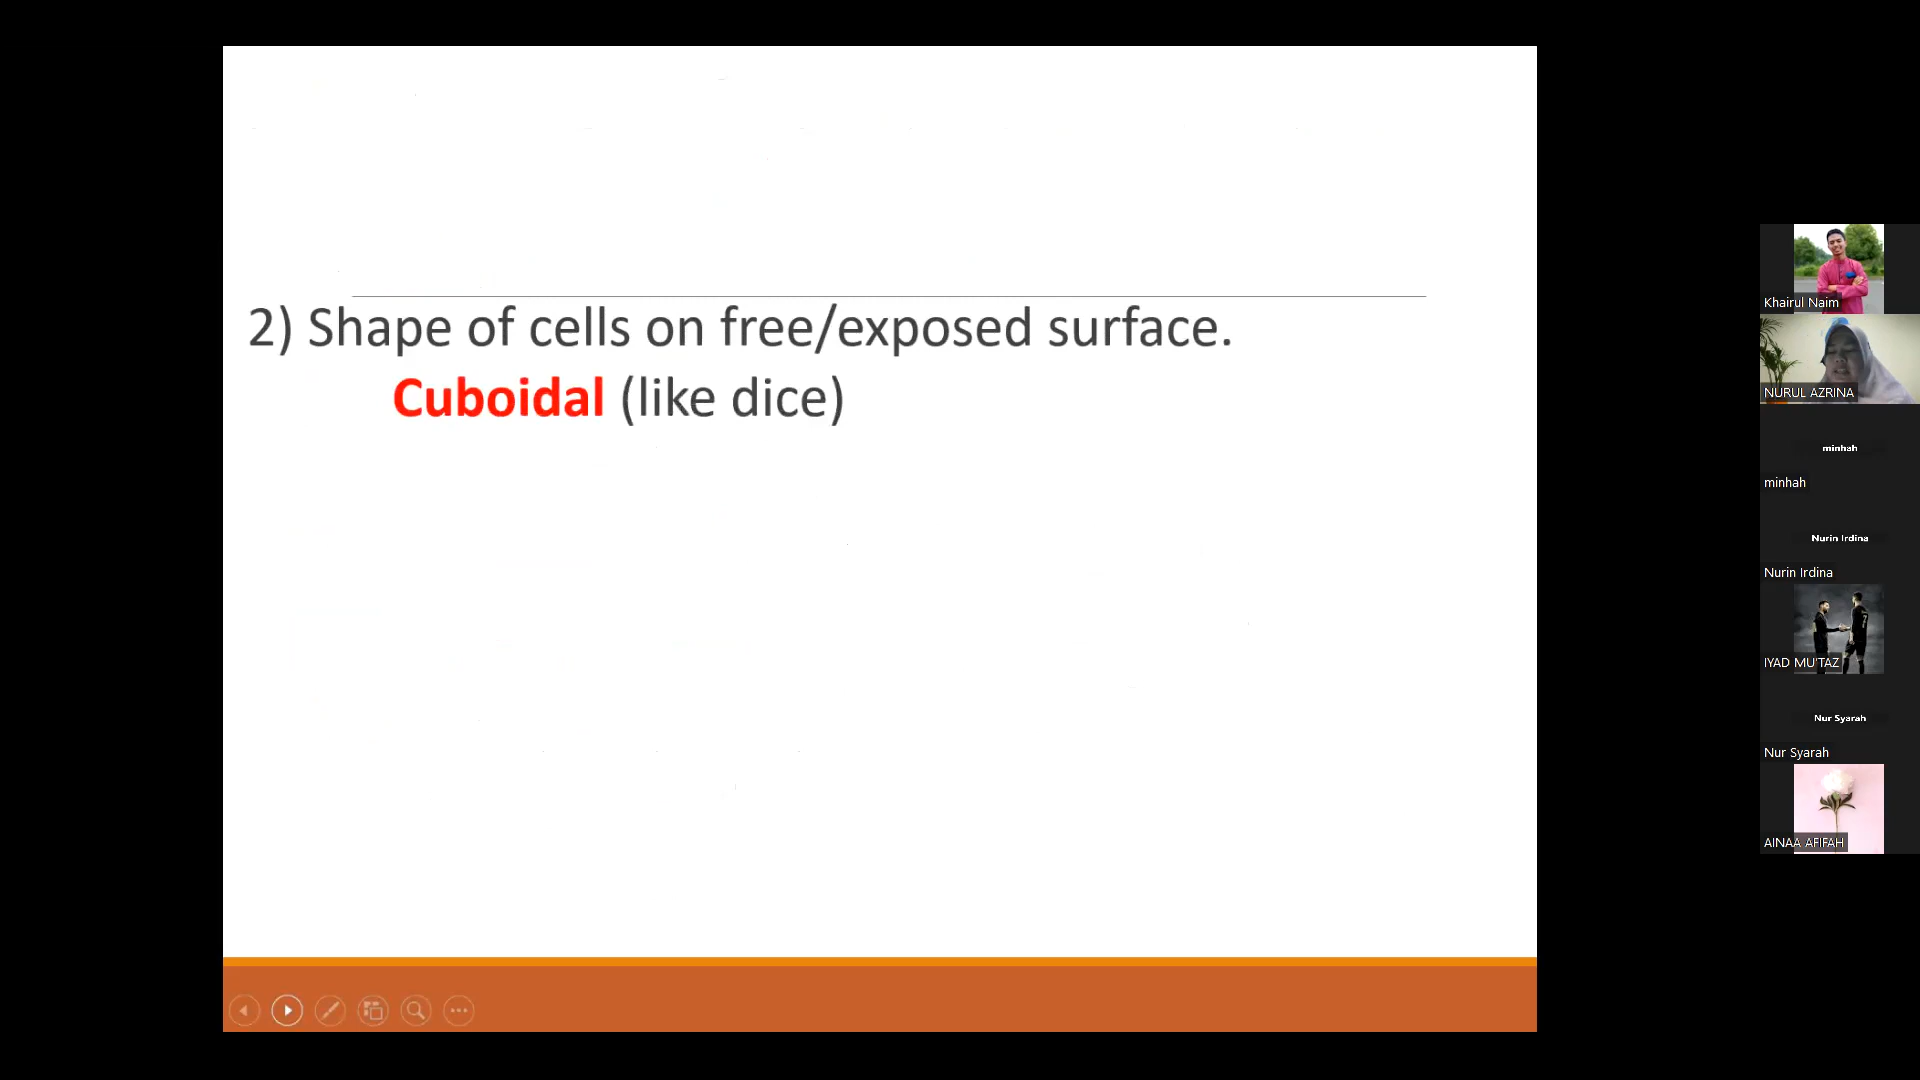 2) Shape of cells on free/exposed surface.
Cuboidal (like dice)
Khairul Naim
NURUL AZRINA
minhah
minhah
Nurin Irdina
Nurin Irdina
7
IYAD MU'TAZ
Nur Syarah
Nur Syarah
AINAA AFIFAH